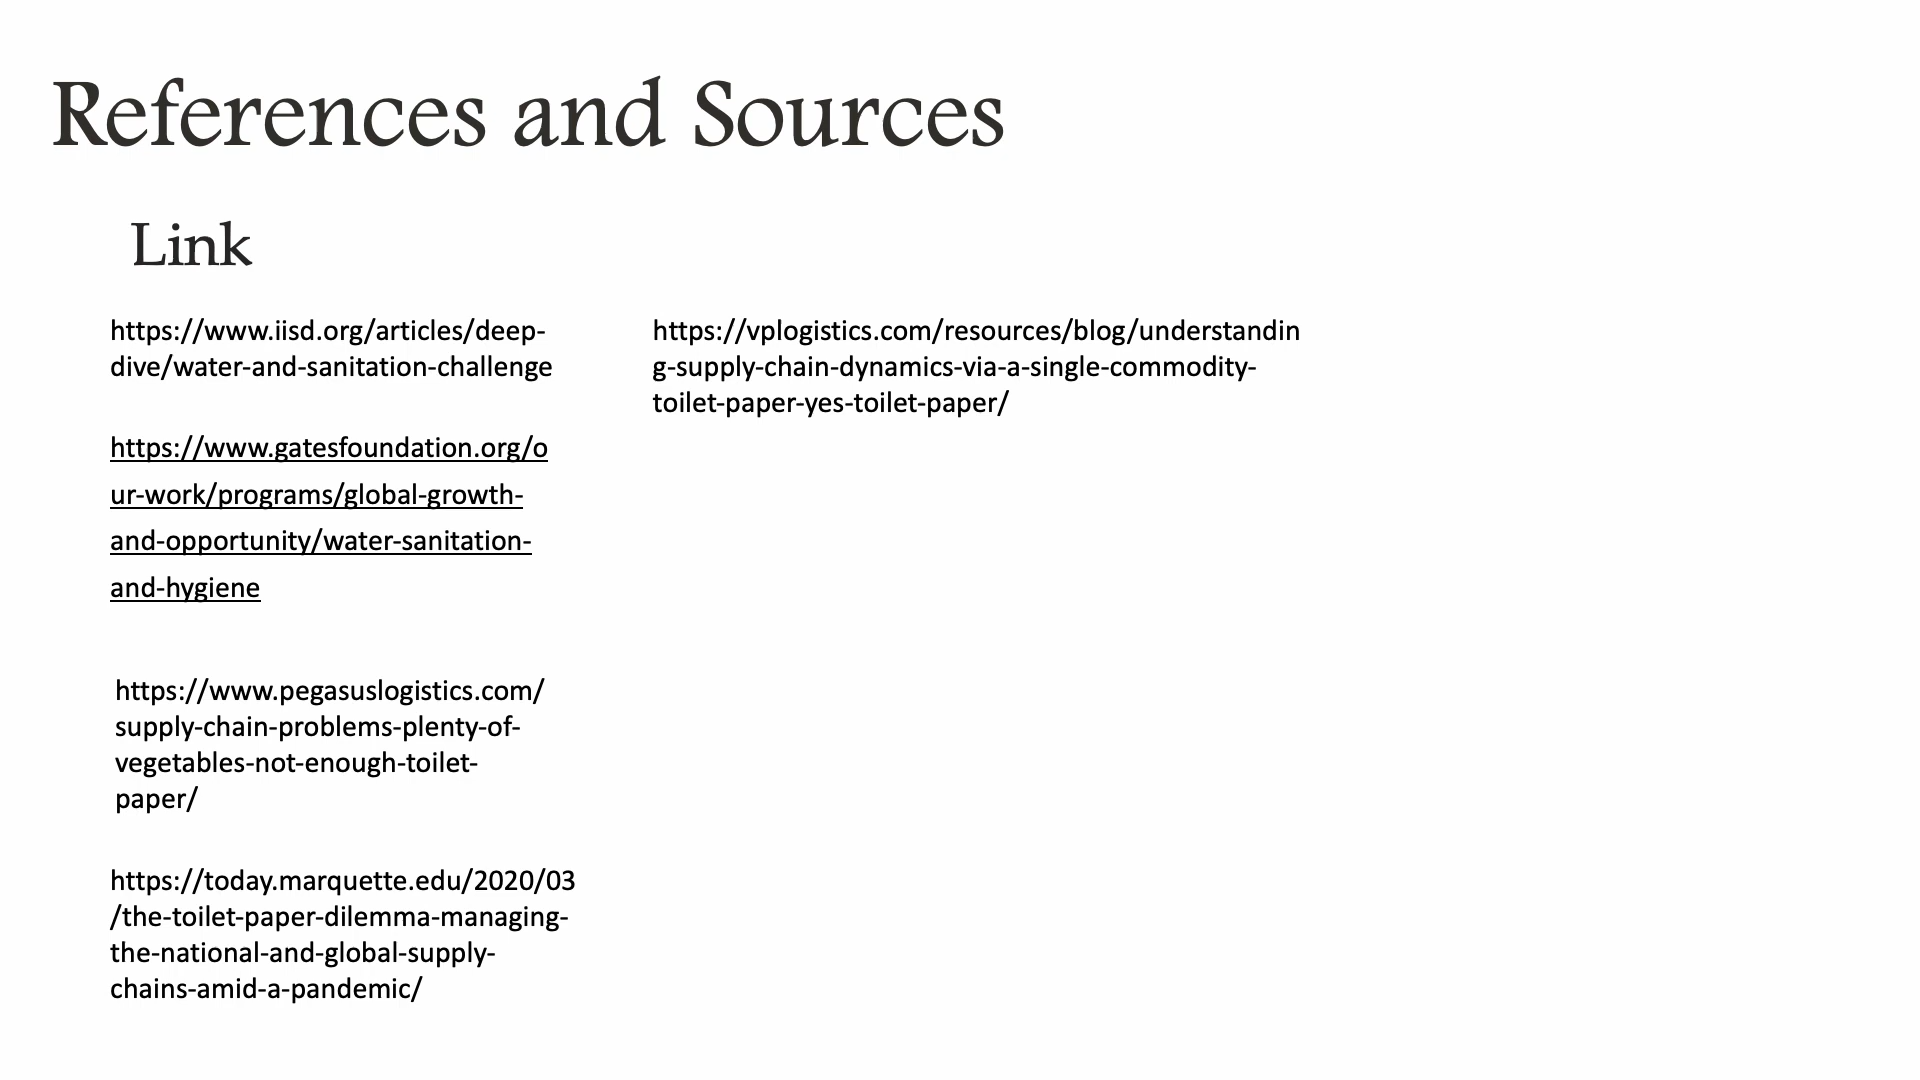 References and Sources
Link
https://www.iisd.org/articles/deep-
dive/water-and-sanitation-challenge
https://www.gatesfoundation.org/o
ur-work/programs/global-growth-
and-opportunity/water-sanitation-
and-hygiene
https://www.pegasuslogistics.com/
supply-chain-problems-plenty-of-
vegetables-not-enough-toilet-
paper/
https://today.marquette.edu/2020/03
/the-toilet-paper-dilemma-managing-
the-national-and-global-supply-
chains-amid-a-pandemic/
https://vplogistics.com/resources/blog/understandin
g-supply-chain-dynamics-via-a-single-commodity-
toilet-paper-yes-toilet-paper/